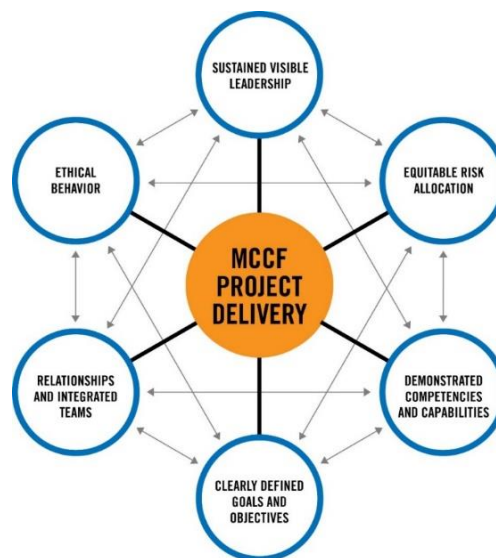 SUSTAINED VISIBLE
LEADERSHIP
ETHICAL
BEHAVIOR
EQUITABLE RISK
ALLOCATION
MCCF
PROJECT
DELIVERY
RELATIONSHIPS
AND INTEGRATED
TEAMS
DEMONSTRATED
COMPETENCIES
AND CAPABILITIES
CLEARLY DEFINED
GOALS AND
OBJECTIVES